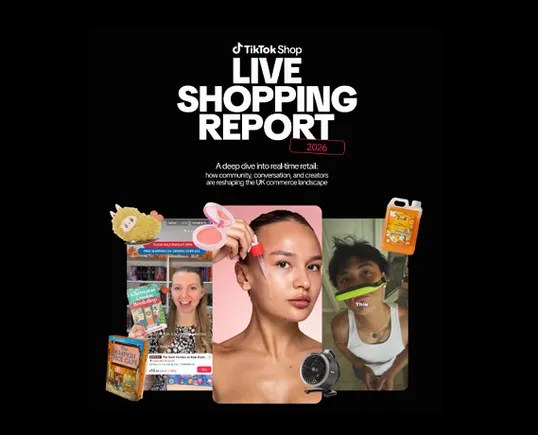 TikTok Shop
LIVE
SHOPPING
REPORT
2026
A deep dive into real-time retail:
how community, conversation, and creators
are reshaping the UK commerce landscape
This